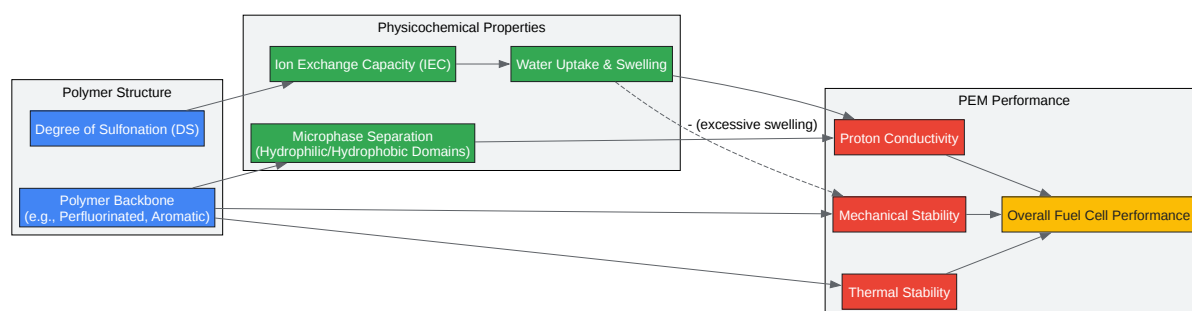 Physicochemical Properties
Ion Exchange Capacity (IEC)
Water Uptake & Swelling
Polymer Structure
PEM Performance
Degree of Sulfonation (DS)
- (excessive swelling)
Microphase Separation
(Hydrophilic/Hydrophobic Domains)
Proton Conductivity
Polymer Backbone
(e.g., Perfluorinated, Aromatic)
Mechanical Stability
Overall Fuel Cell Performance
Thermal Stability